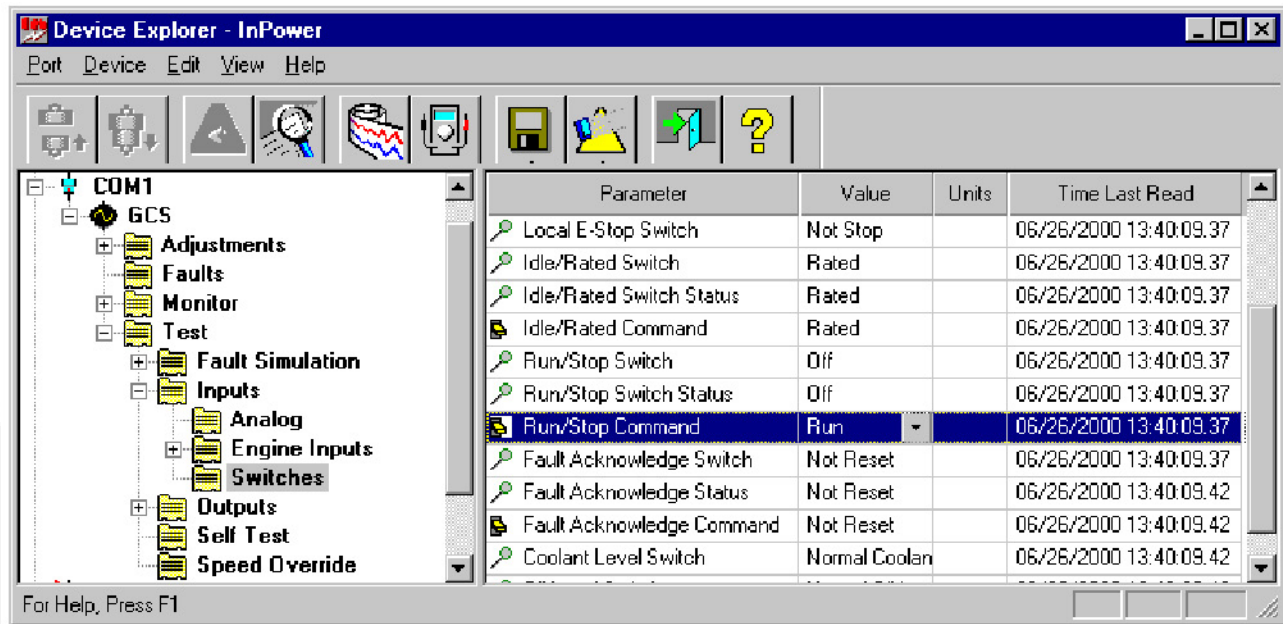 Device Explorer - InPower
Port Device Edit View Help
COM1
GCS
Adjustments
Faults
Monitor
Test
Fault Simulation
Inputs
Analog
Engine Inputs
Switches
Outputs
Self Test
Speed Override
Parameter Value Units Time Last Read
Local E-Stop Switch Not Stop 06/26/2000 13:40:09.37
Idle/Rated Switch Rated 06/26/2000 13:40:09.37
Idle/Rated Switch Status Rated 06/26/2000 13:40:09.37
Idle/Rated Command Rated 06/26/2000 13:40:09.37
Run/Stop Switch Off 06/26/2000 13:40:09.37
Run/Stop Switch Status Off 06/26/2000 13:40:09.37
Run/Stop Command Run 06/26/2000 13:40:09.37
Fault Acknowledge Switch Not Reset 06/26/2000 13:40:09.37
Fault Acknowledge Status Not Reset 06/26/2000 13:40:09.42
Fault Acknowledge Command Not Reset 06/26/2000 13:40:09.42
Coolant Level Switch Normal Coolan 06/26/2000 13:40:09.42
For Help, Press F1